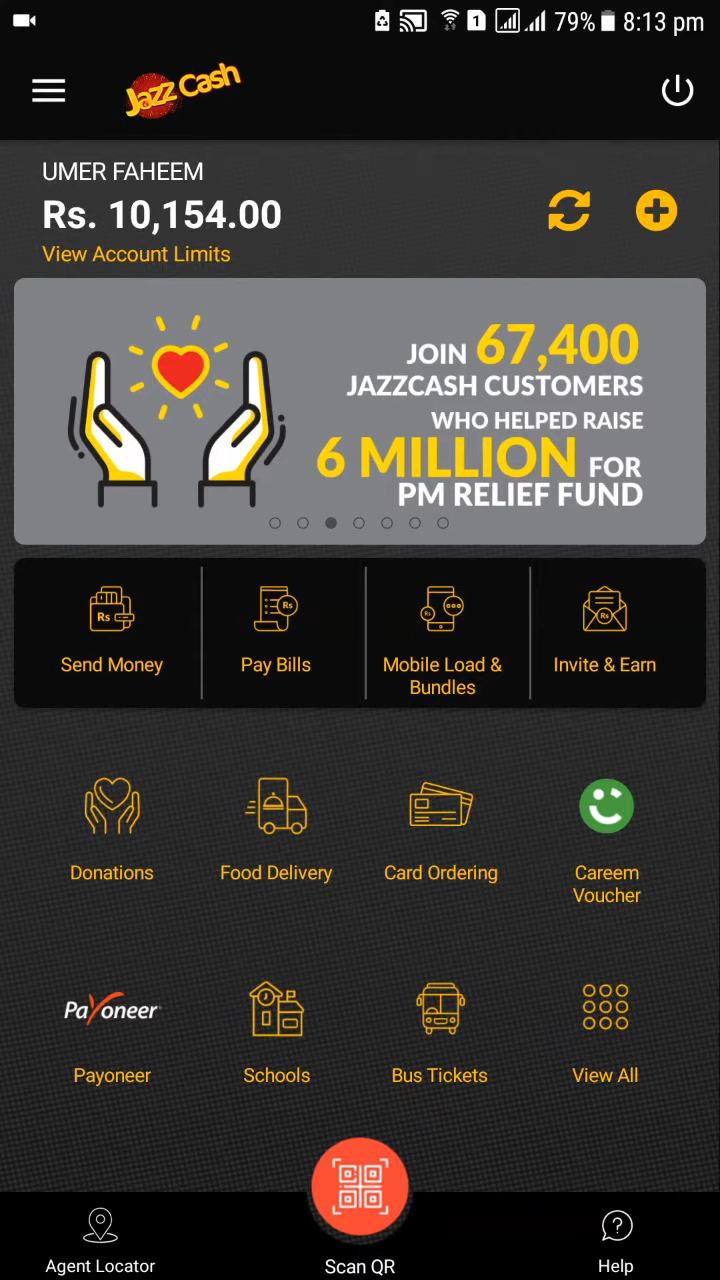 1 79% 8:13 pm
Jazz Cash
UMER FAHEEM
Rs. 10,154.00
View Account Limits
JOIN 67,400
JAZZCASH CUSTOMERS
WHO HELPED RAISE
6 MILLION FOR
PM RELIEF FUND
Rs
Rs
Rs
Rs
Send Money
Pay Bills
Mobile Load &
Bundles
Invite & Earn
Donations
Food Delivery
Card Ordering
Careem
Voucher
Payoneer
Payoneer
Schools
Bus Tickets
View All
Agent Locator
Scan QR
Help